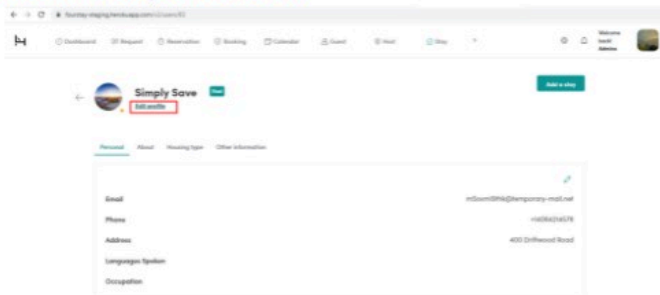 Dashboard Request Reservation Booking Calendar Guest Host Stay
Welcome
Simply Save Host
Edit profile
Add a stay
Personal About Housing type Other information
Email
Phone
Address 400 Driftwood Road
Languages Spoken
Occupation